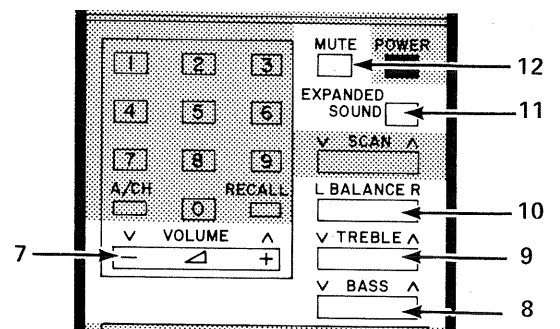 MUTE POWER
12
1 2 3
EXPANDED
SOUND
11
4 5 6
∨ SCAN ∧
7 8 9
A/CH RECALL
0
L BALANCE R
10
∨ VOLUME ∧
7
− +
∨ TREBLE ∧
9
∨ BASS ∧
8